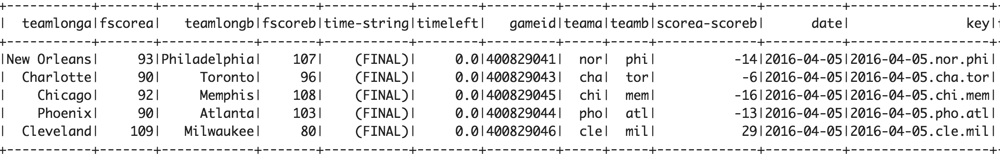 +-----------+-------+-------------+-------+-----------+--------+---------+-----+-----+-------------+----------+------------------+-
|  teamlonga|fscorea|    teamlongb|fscoreb|time-string|timeleft|   gameid|teama|teamb|scorea-scoreb|      date|               key|
+-----------+-------+-------------+-------+-----------+--------+---------+-----+-----+-------------+----------+------------------+-
|New Orleans|     93|Philadelphia|    107|    (FINAL)|     0.0|400829041|  nor|  phi|          -14|2016-04-05|2016-04-05.nor.phi|
|  Charlotte|     90|     Toronto|     96|    (FINAL)|     0.0|400829043|  cha|  tor|           -6|2016-04-05|2016-04-05.cha.tor|
|    Chicago|     92|     Memphis|    108|    (FINAL)|     0.0|400829045|  chi|  mem|          -16|2016-04-05|2016-04-05.chi.mem|
|    Phoenix|     90|     Atlanta|    103|    (FINAL)|     0.0|400829044|  pho|  atl|          -13|2016-04-05|2016-04-05.pho.atl|
|  Cleveland|    109|   Milwaukee|     80|    (FINAL)|     0.0|400829046|  cle|  mil|           29|2016-04-05|2016-04-05.cle.mil|
+-----------+-------+-------------+-------+-----------+--------+---------+-----+-----+-------------+----------+------------------+-